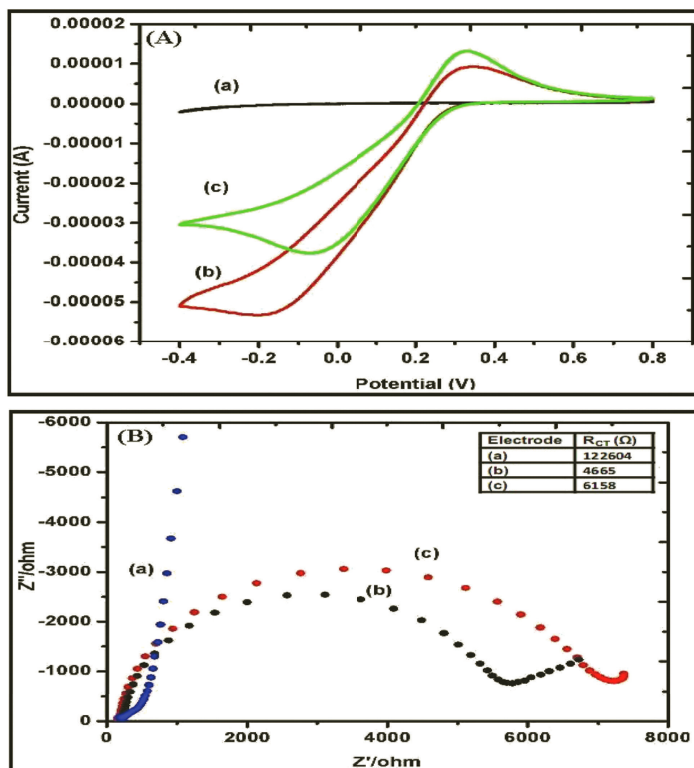 (A)
0.00002
0.00001
0.00000
-0.00001
-0.00002
-0.00003
-0.00004
-0.00005
-0.00006
Current (A)
(a)
(c)
(b)
-0.4 -0.2 0.0 0.2 0.4 0.6 0.8
Potential (V)
(B)
-6000
-5000
-4000
-3000
-2000
-1000
0
Z"/ohm
Electrode RCT (Ω)
(a) 122604
(b) 4665
(c) 6158
(a)
(c)
(b)
0 2000 4000 6000 8000
Z'/ohm